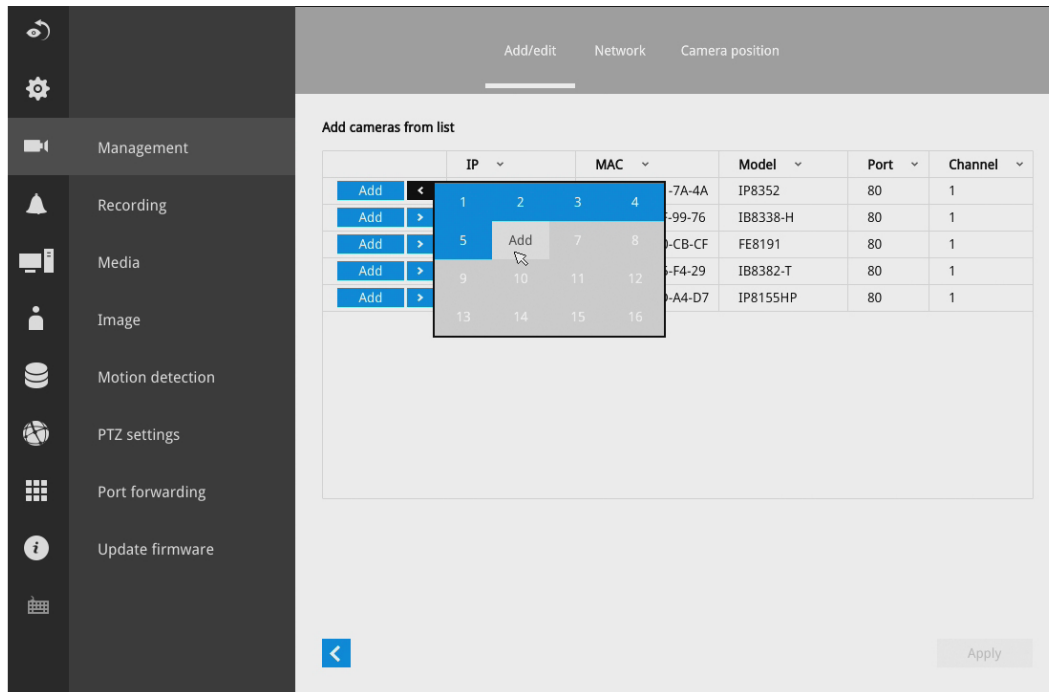 Add/edit Network Camera position
Management
Recording
Media
Image
Motion detection
PTZ settings
Port forwarding
Update firmware
Add cameras from list
IP MAC Model Port Channel
Add -7A-4A IP8352 80 1
Add -99-76 IB8338-H 80 1
Add -CB-CF FE8191 80 1
Add -F4-29 IB8382-T 80 1
Add -A4-D7 IP8155HP 80 1
1 2 3 4
5 Add 7 8
9 10 11 12
13 14 15 16
Apply